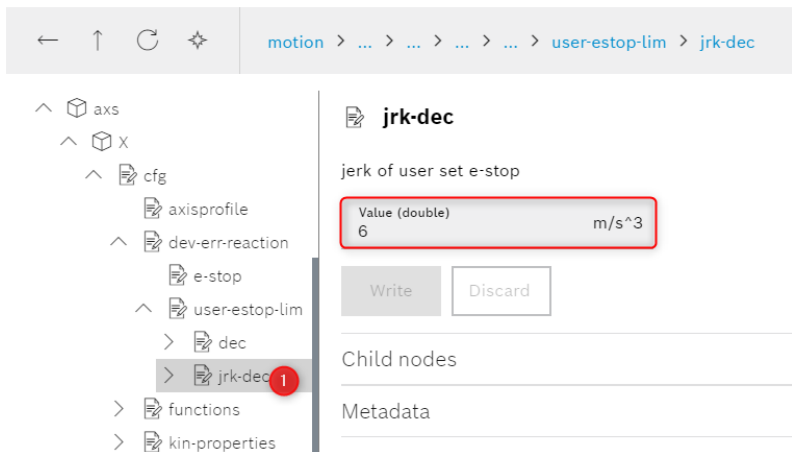 motion > ... > ... > ... > ... > user-estop-lim > jrk-dec
axs
X
cfg
axisprofile
dev-err-reaction
e-stop
user-estop-lim
dec
jrk-dec 1
functions
kin-properties
jrk-dec
jerk of user set e-stop
Value (double)
6 m/s^3
Write Discard
Child nodes
Metadata